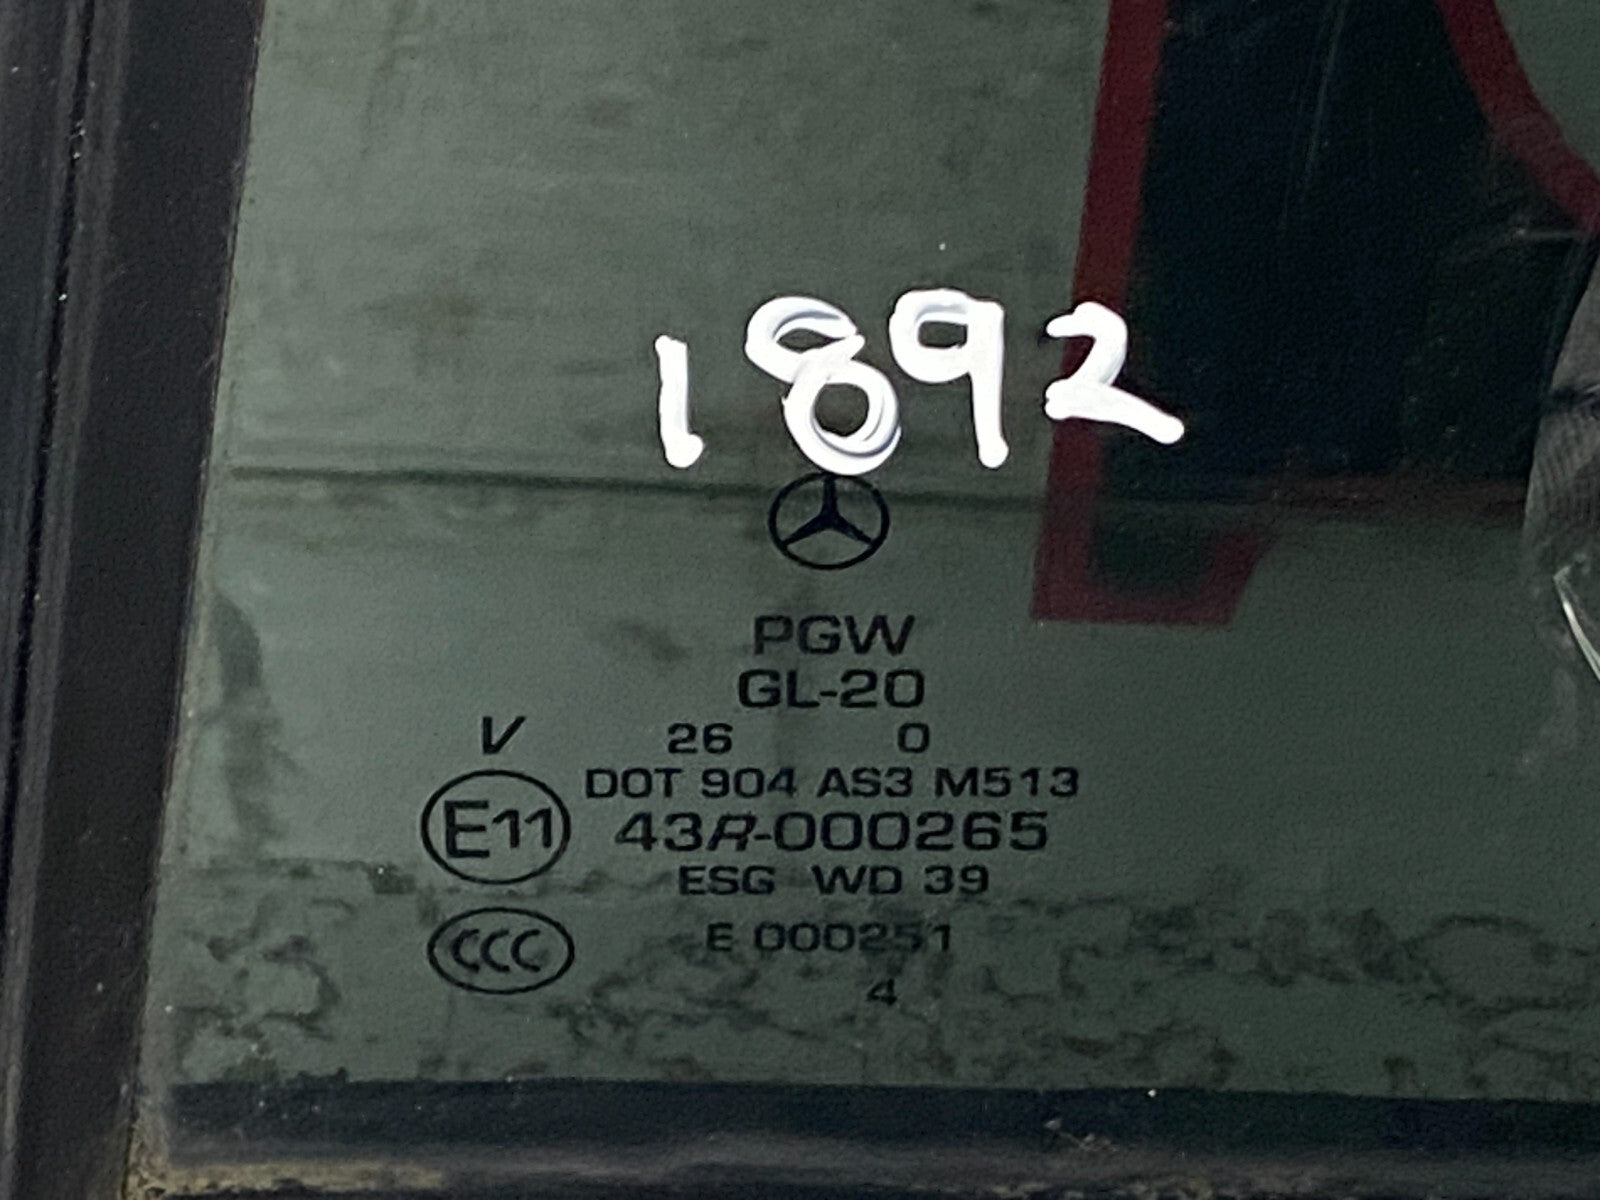 1892
PGW
GL-20
V 26 0
DOT 904 AS3 M513
E11 43R-000265
ESG WD 39
CCC E 000251
4